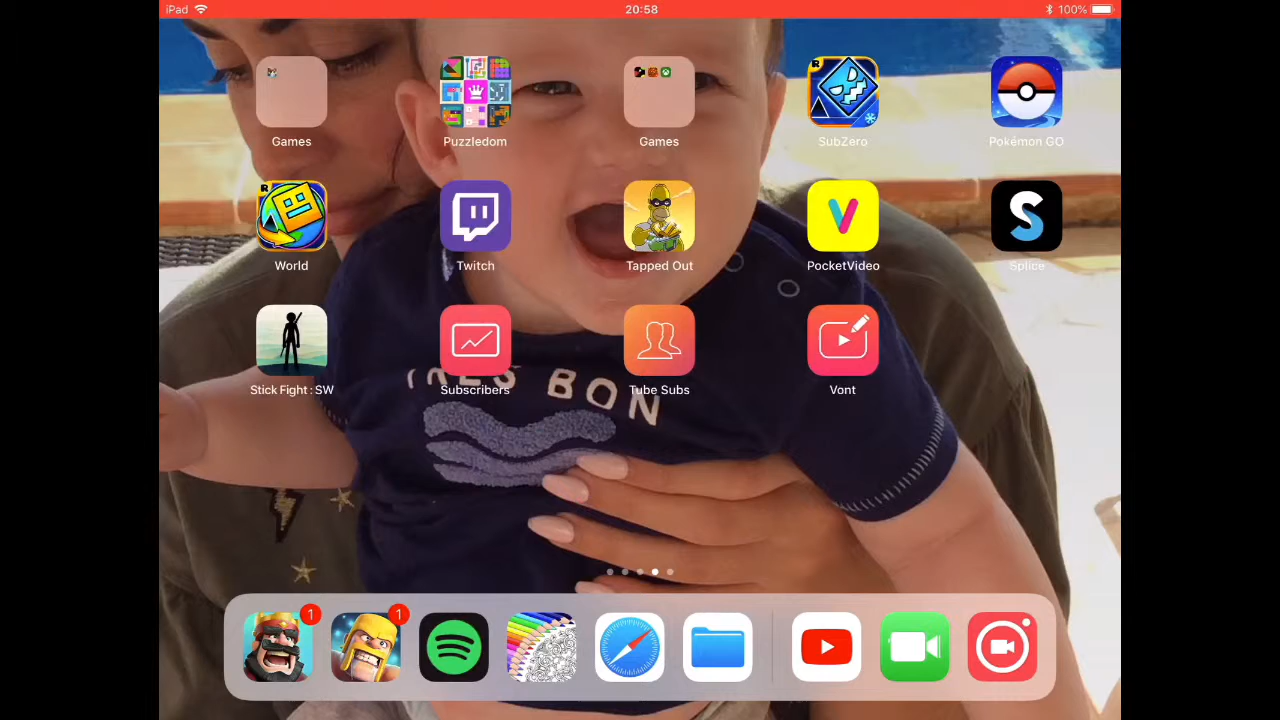 iPad 20:58 100%
Games Puzzledom Games SubZero Pokémon GO
World Twitch Tapped Out PocketVideo Splice
TRES BON
Stick Fight : SW Subscribers Tube Subs Vont
1 1